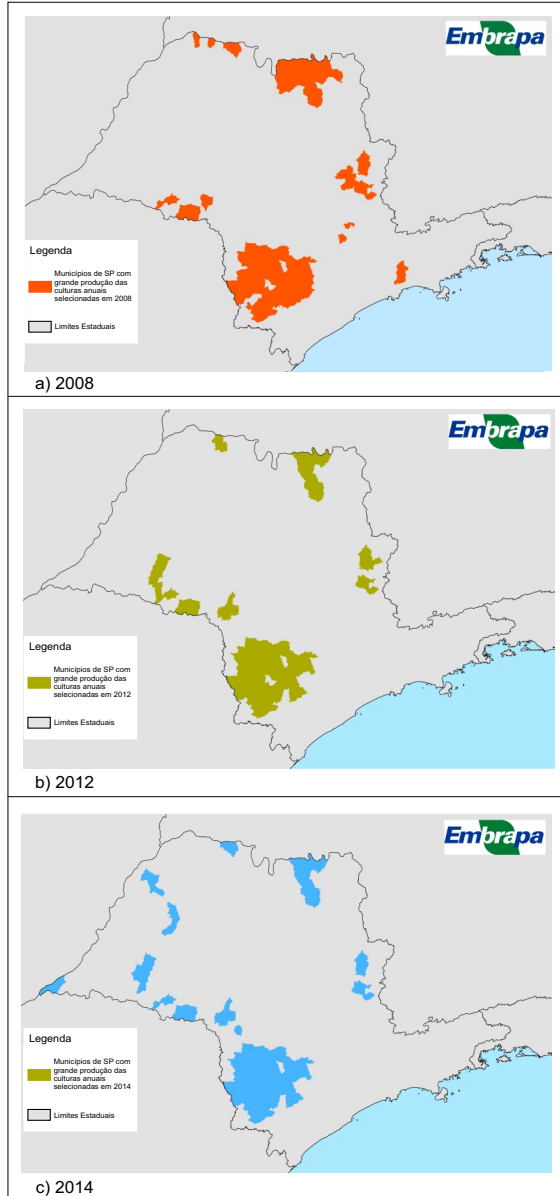 Embrapa
Legenda
Municípios de SP com
grande produção das
culturas anuais
selecionadas em 2008
Limites Estaduais
a) 2008
Embrapa
Legenda
Municípios de SP com
grande produção das
culturas anuais
selecionadas em 2012
Limites Estaduais
b) 2012
Embrapa
Legenda
Municípios de SP com
grande produção das
culturas anuais
selecionadas em 2014
Limites Estaduais
c) 2014